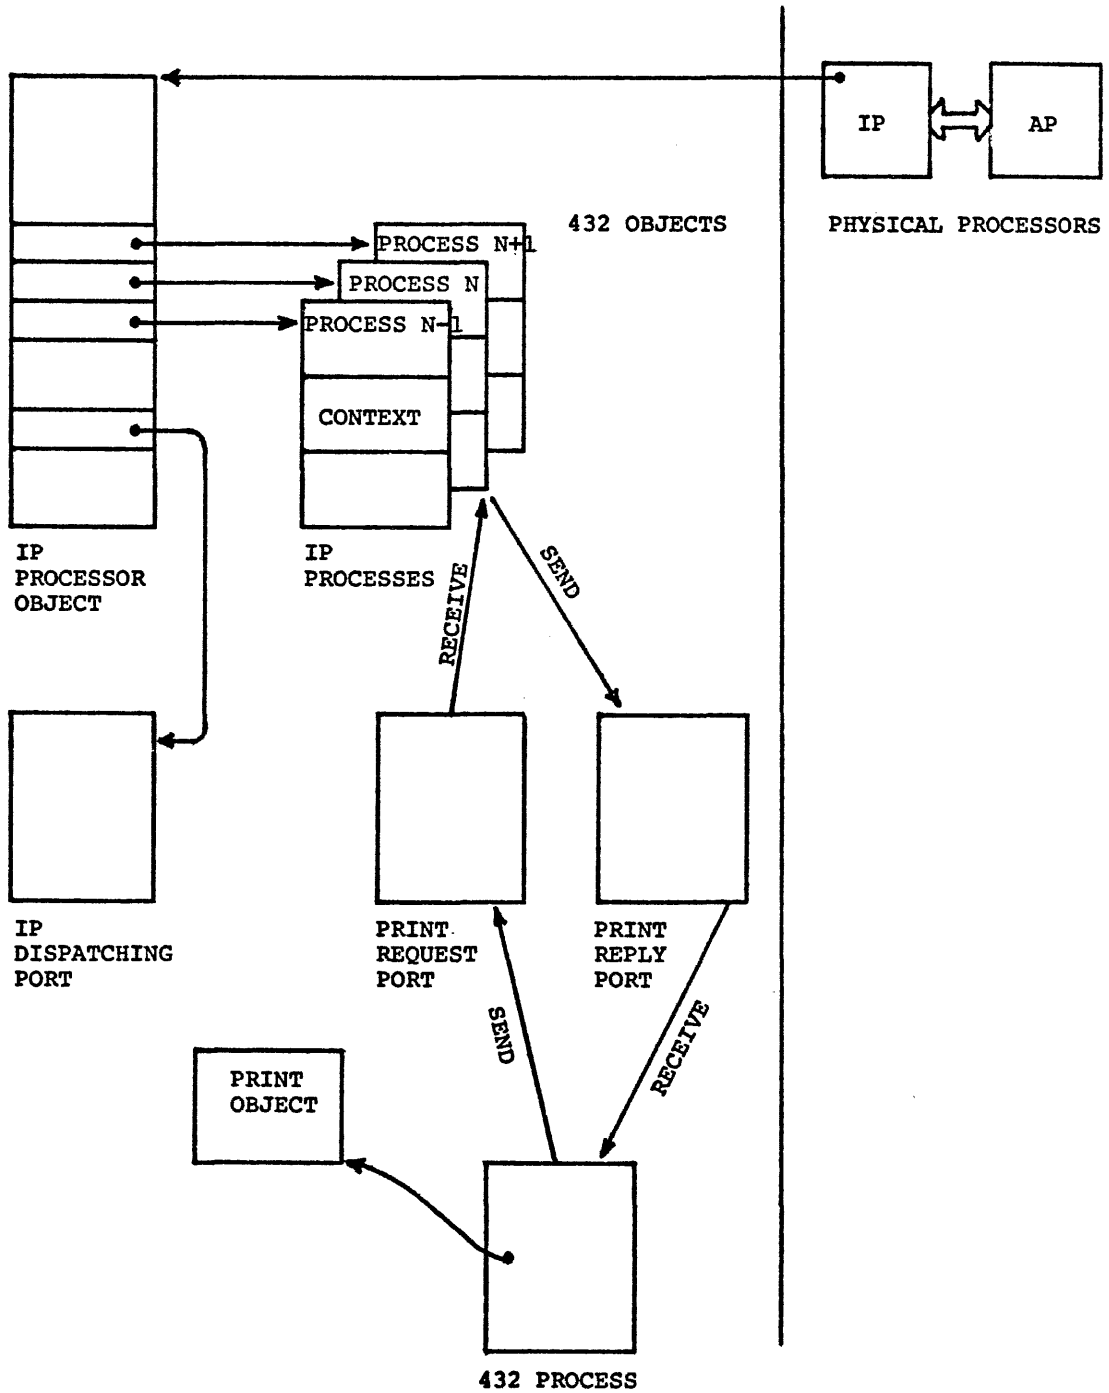 IP
AP
432 OBJECTS
PHYSICAL PROCESSORS
PROCESS N+1
PROCESS N
PROCESS N-1
CONTEXT
IP
PROCESSOR
OBJECT
IP
PROCESSES
RECEIVE
SEND
IP
DISPATCHING
PORT
PRINT
REQUEST
PORT
PRINT
REPLY
PORT
SEND
RECEIVE
PRINT
OBJECT
432 PROCESS